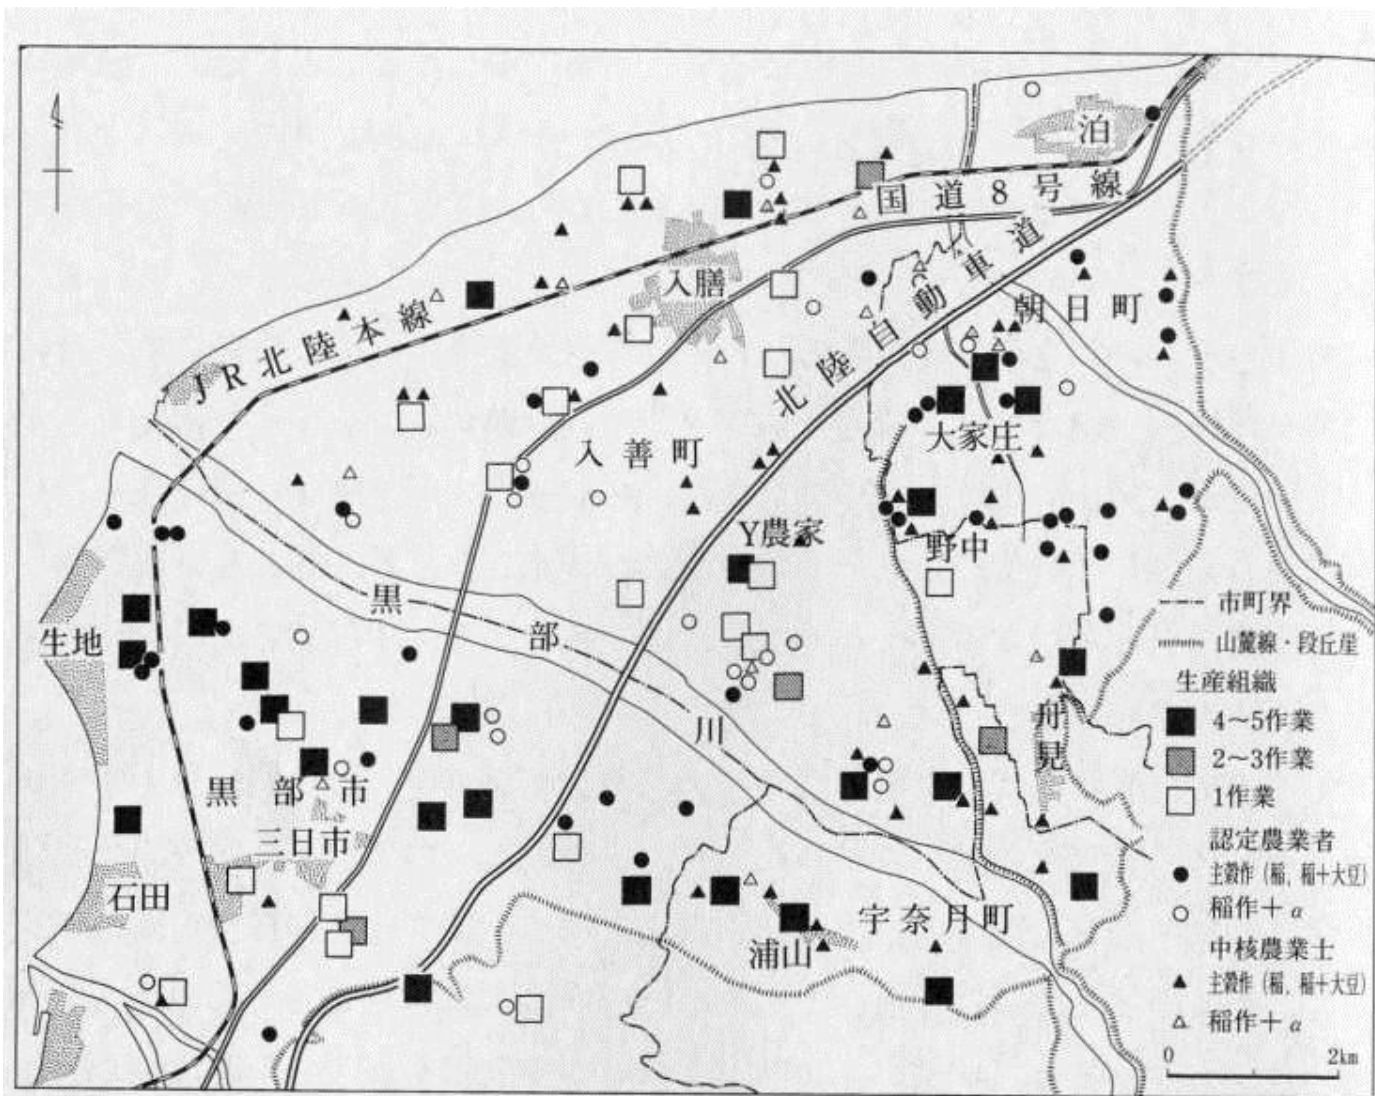 泊
国道8号線
入膳
JR北陸本線
北陸自動車道
朝日町
大家庄
入善町
Y農家
野中
黒部川
生地
舟見
黒部市
三日市
石田
宇奈月町
浦山
市町界
山麓線・段丘崖
生産組織
4〜5作業
2〜3作業
1作業
認定農業者
主穀作(稲、稲+大豆)
稲作+α
中核農業士
主穀作(稲、稲+大豆)
稲作+α
0 2km